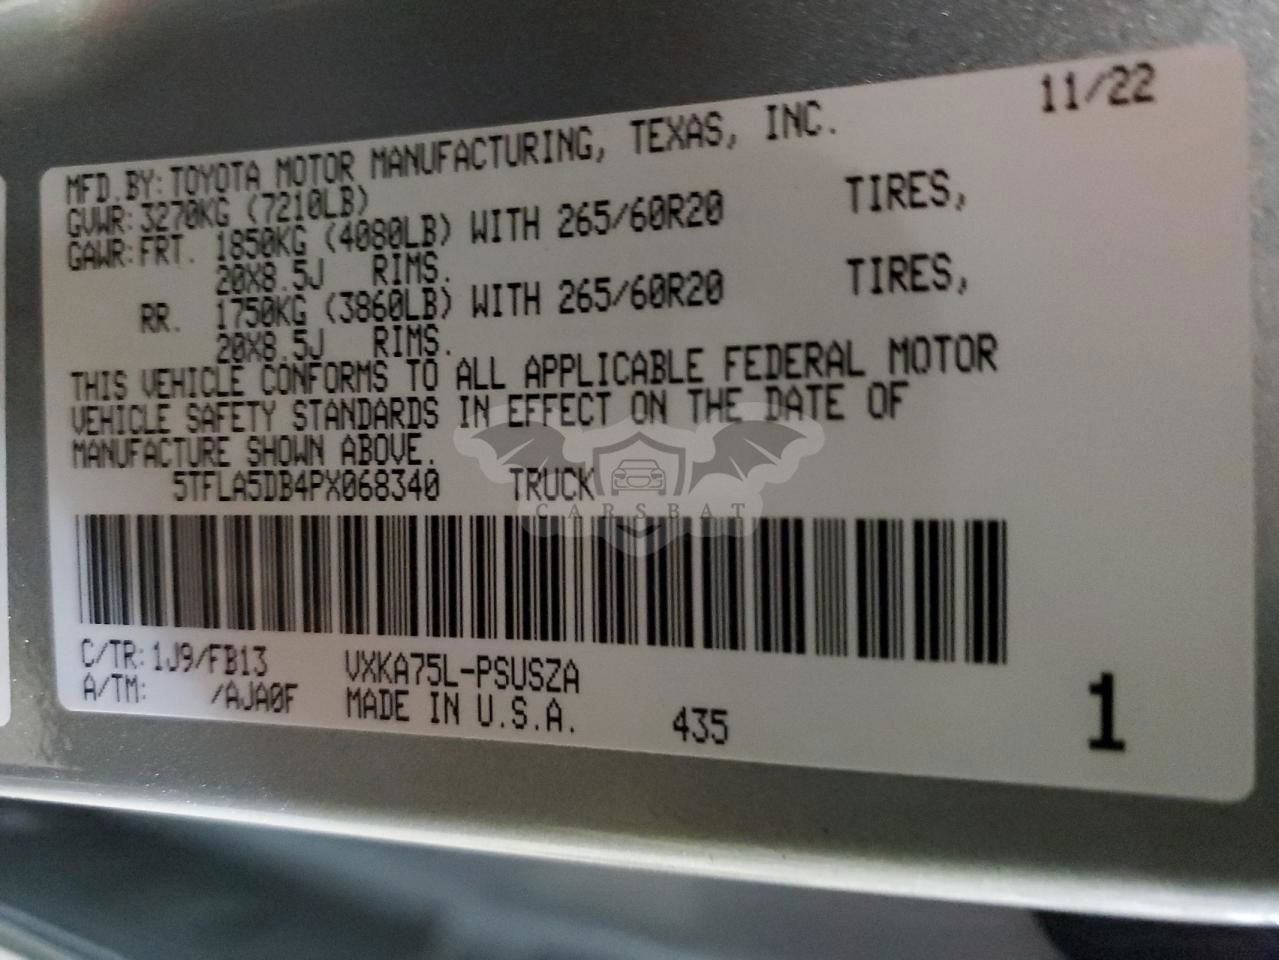 11/22
MFD.BY:TOYOTA MOTOR MANUFACTURING, TEXAS, INC.
GVWR:3270KG (7210LB)
GAWR:FRT. 1850KG (4080LB) WITH 265/60R20 TIRES,
20X8.5J RIMS.
RR. 1750KG (3860LB) WITH 265/60R20 TIRES,
20X8.5J RIMS.
THIS VEHICLE CONFORMS TO ALL APPLICABLE FEDERAL MOTOR
VEHICLE SAFETY STANDARDS IN EFFECT ON THE DATE OF
MANUFACTURE SHOWN ABOVE.
5TFLA5DB4PX068340 TRUCK
CARSBAT
C/TR:1J9/FB13 VXKA75L-PSUSZA
A/TM: /AJA0F MADE IN U.S.A. 435
1